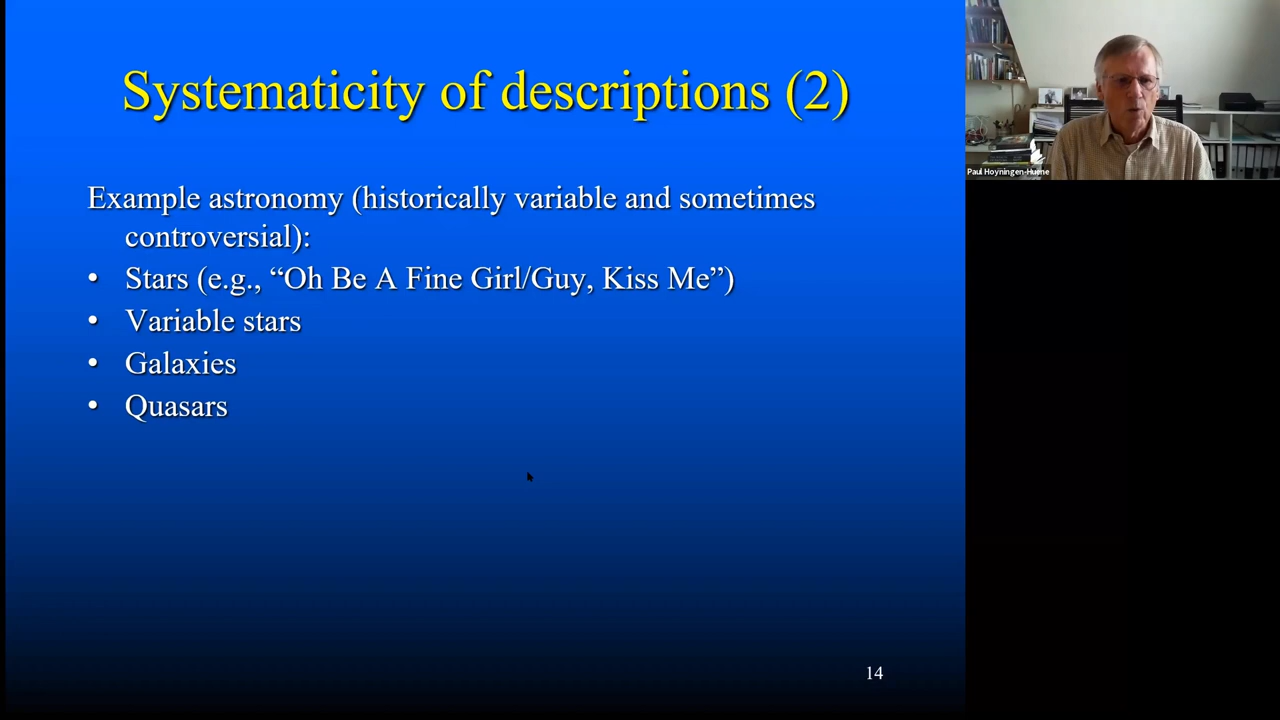 Systematicity of descriptions (2)
Example astronomy (historically variable and sometimes
controversial):
• Stars (e.g., “Oh Be A Fine Girl/Guy, Kiss Me”)
• Variable stars
• Galaxies
• Quasars
14
Paul Hoyningen-Huene